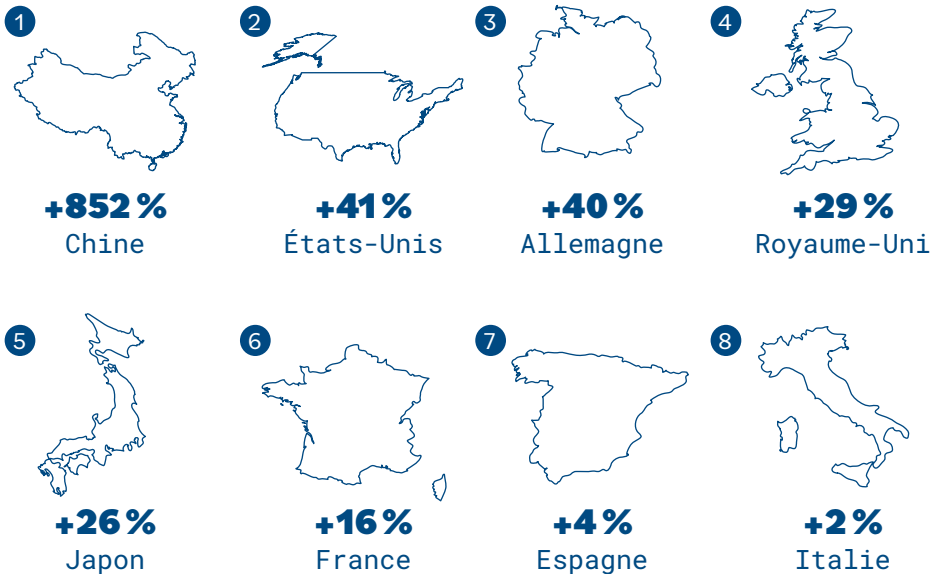 1
2
3
4
+852 %
+41 %
+40 %
+29 %
Chine
États-Unis
Allemagne
Royaume-Uni
5
6
7
8
+26 %
+16 %
+4 %
+2 %
Japon
France
Espagne
Italie